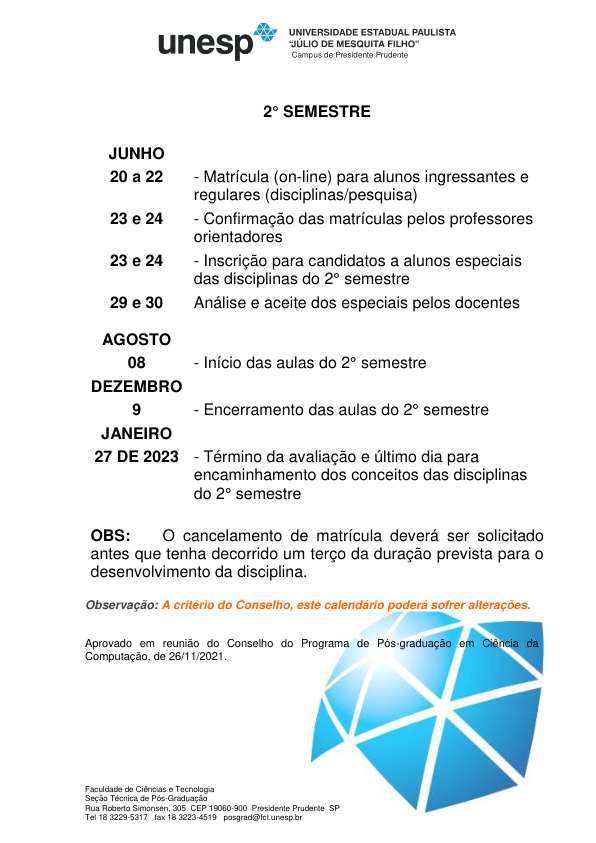 unesp
UNIVERSIDADE ESTADUAL PAULISTA
“JÚLIO DE MESQUITA FILHO”
Campus de Presidente Prudente
2° SEMESTRE
JUNHO
20 a 22 - Matrícula (on-line) para alunos ingressantes e
regulares (disciplinas/pesquisa)
23 e 24 - Confirmação das matrículas pelos professores
orientadores
23 e 24 - Inscrição para candidatos a alunos especiais
das disciplinas do 2° semestre
29 e 30 Análise e aceite dos especiais pelos docentes
AGOSTO
08 - Início das aulas do 2° semestre
DEZEMBRO
9 - Encerramento das aulas do 2° semestre
JANEIRO
27 DE 2023 - Término da avaliação e último dia para
encaminhamento dos conceitos das disciplinas
do 2° semestre
OBS: O cancelamento de matrícula deverá ser solicitado
antes que tenha decorrido um terço da duração prevista para o
desenvolvimento da disciplina.
Observação: A critério do Conselho, este calendário poderá sofrer alterações.
Aprovado em reunião do Conselho do Programa de Pós-graduação em Ciência da
Computação, de 26/11/2021.
Faculdade de Ciências e Tecnologia
Seção Técnica de Pós-Graduação
Rua Roberto Simonsen, 305 CEP 19060-900 Presidente Prudente SP
Tel 18 3229-5317 fax 18 3223-4519 posgrad@fct.unesp.br